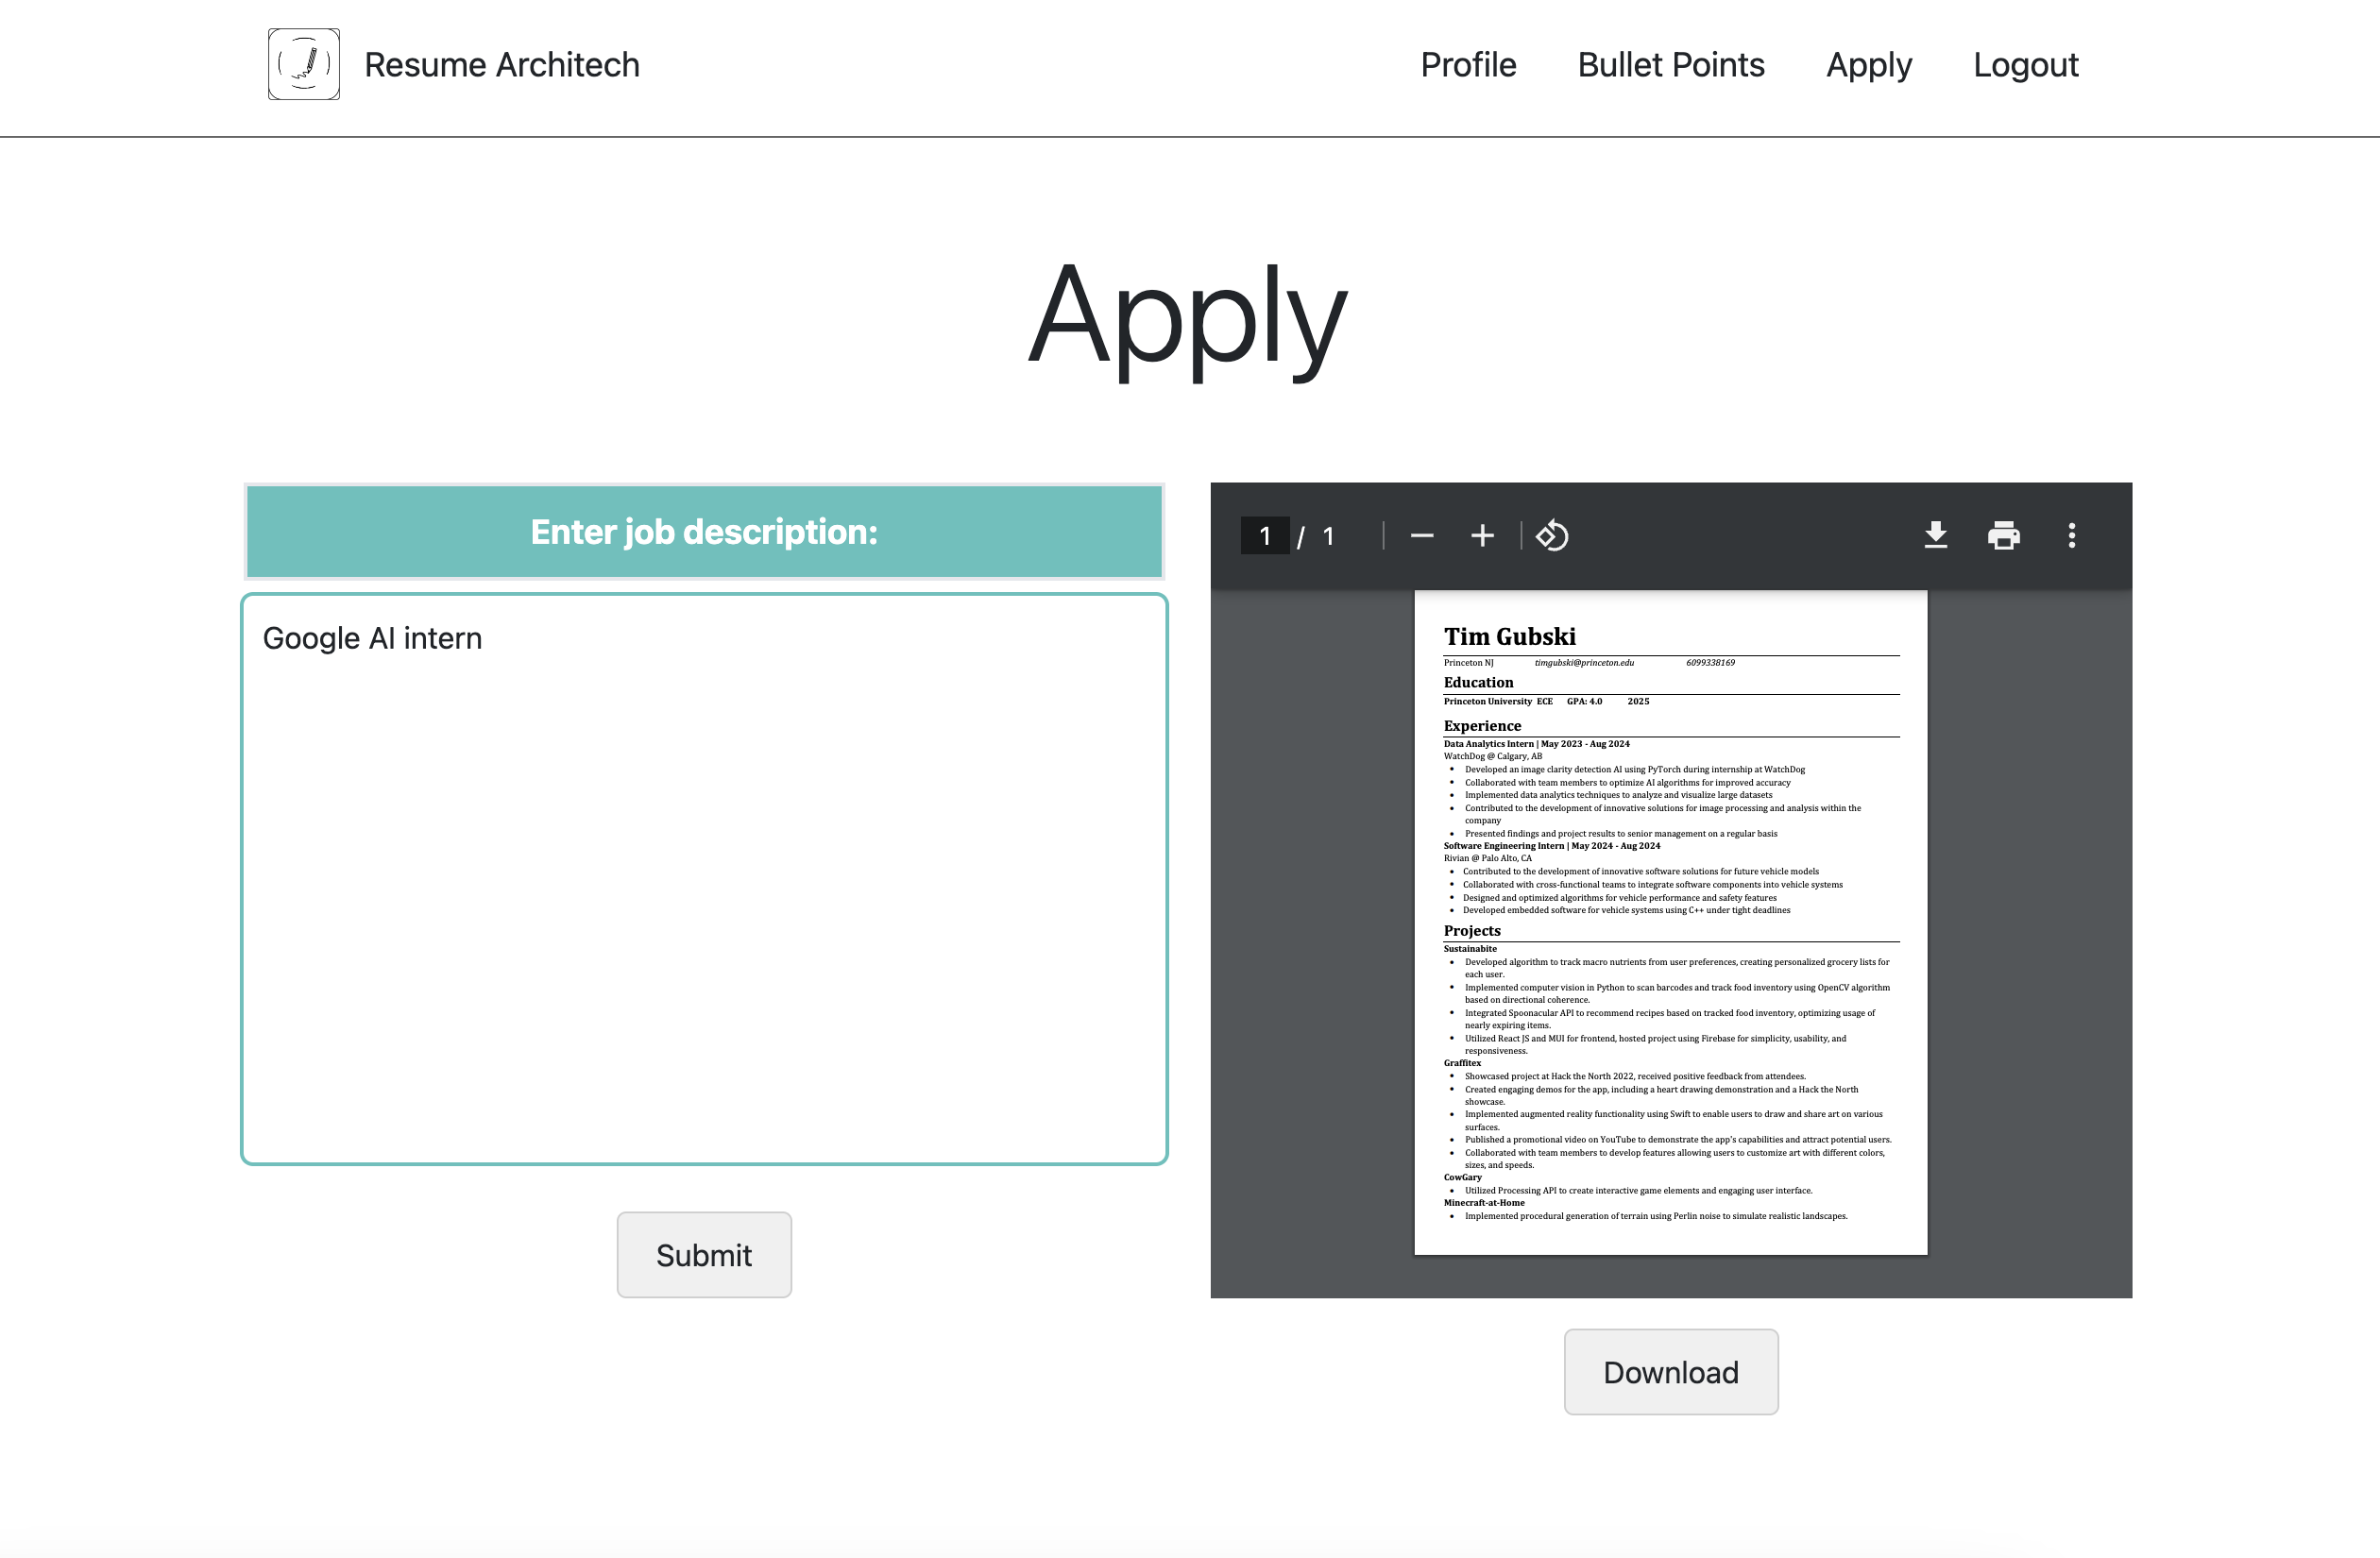 Resume Architech
Profile
Bullet Points
Apply
Logout
Apply
Enter job description:
Google AI intern
Submit
1 / 1
Tim Gubski
Princeton NJ timgubski@princeton.edu 6099338169
Education
Princeton University ECE GPA: 4.0 2025
Experience
Data Analytics Intern | May 2023 - Aug 2024
WatchDog @ Calgary, AB
• Developed an image clarity detection AI using PyTorch during internship at WatchDog
• Collaborated with team members to optimize AI algorithms for improved accuracy
• Implemented data analytics techniques to analyze and visualize large datasets
• Contributed to the development of innovative solutions for image processing and analysis within the
company
• Presented findings and project results to senior management on a regular basis
Software Engineering Intern | May 2024 - Aug 2024
Rivian @ Palo Alto, CA
• Contributed to the development of innovative software solutions for future vehicle models
• Collaborated with cross-functional teams to integrate software components into vehicle systems
• Designed and optimized algorithms for vehicle performance and safety features
• Developed embedded software for vehicle systems using C++ under tight deadlines
Projects
Sustainabite
• Developed algorithm to track macro nutrients from user preferences, creating personalized grocery lists for
each user.
• Implemented computer vision in Python to scan barcodes and track food inventory using OpenCV algorithm
based on directional coherence.
• Integrated Spoonacular API to recommend recipes based on tracked food inventory, optimizing usage of
nearly expiring items.
• Utilized React JS and MUI for frontend, hosted project using Firebase for simplicity, usability, and
responsiveness.
Graffitex
• Showcased project at Hack the North 2022, received positive feedback from attendees.
• Created engaging demos for the app, including a heart drawing demonstration and a Hack the North
showcase.
• Implemented augmented reality functionality using Swift to enable users to draw and share art on various
surfaces.
• Published a promotional video on YouTube to demonstrate the app's capabilities and attract potential users.
• Collaborated with team members to develop features allowing users to customize art with different colors,
sizes, and speeds.
CowGary
• Utilized Processing API to create interactive game elements and engaging user interface.
Minecraft-at-Home
• Implemented procedural generation of terrain using Perlin noise to simulate realistic landscapes.
Download